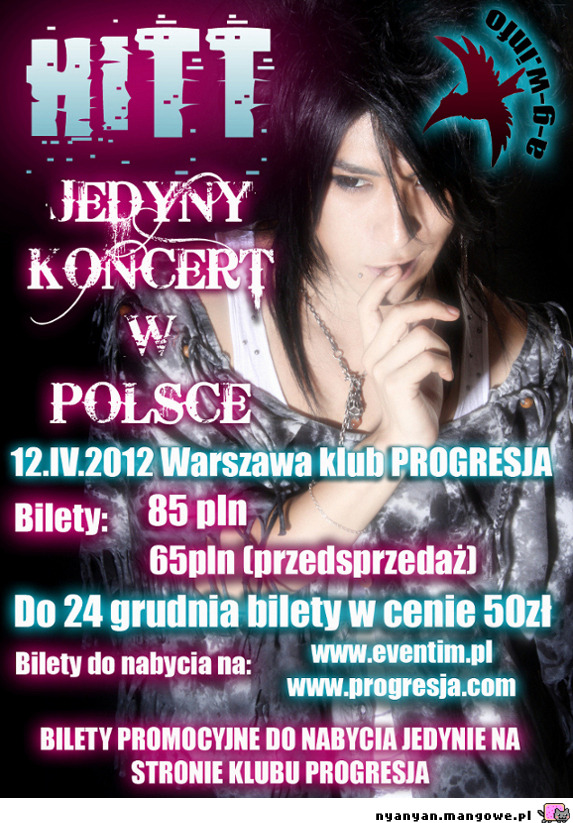 HITT
a-g-w.info
JEDYNY
KONCERT
W
POLSCE
12.IV.2012 Warszawa klub PROGRESJA
Bilety: 85 pln
65pln (przedsprzedaż)
Do 24 grudnia bilety w cenie 50zł
Bilety do nabycia na: www.eventim.pl
www.progresja.com
BILETY PROMOCYJNE DO NABYCIA JEDYNIE NA
STRONIE KLUBU PROGRESJA
nyanyan.mangowe.pl